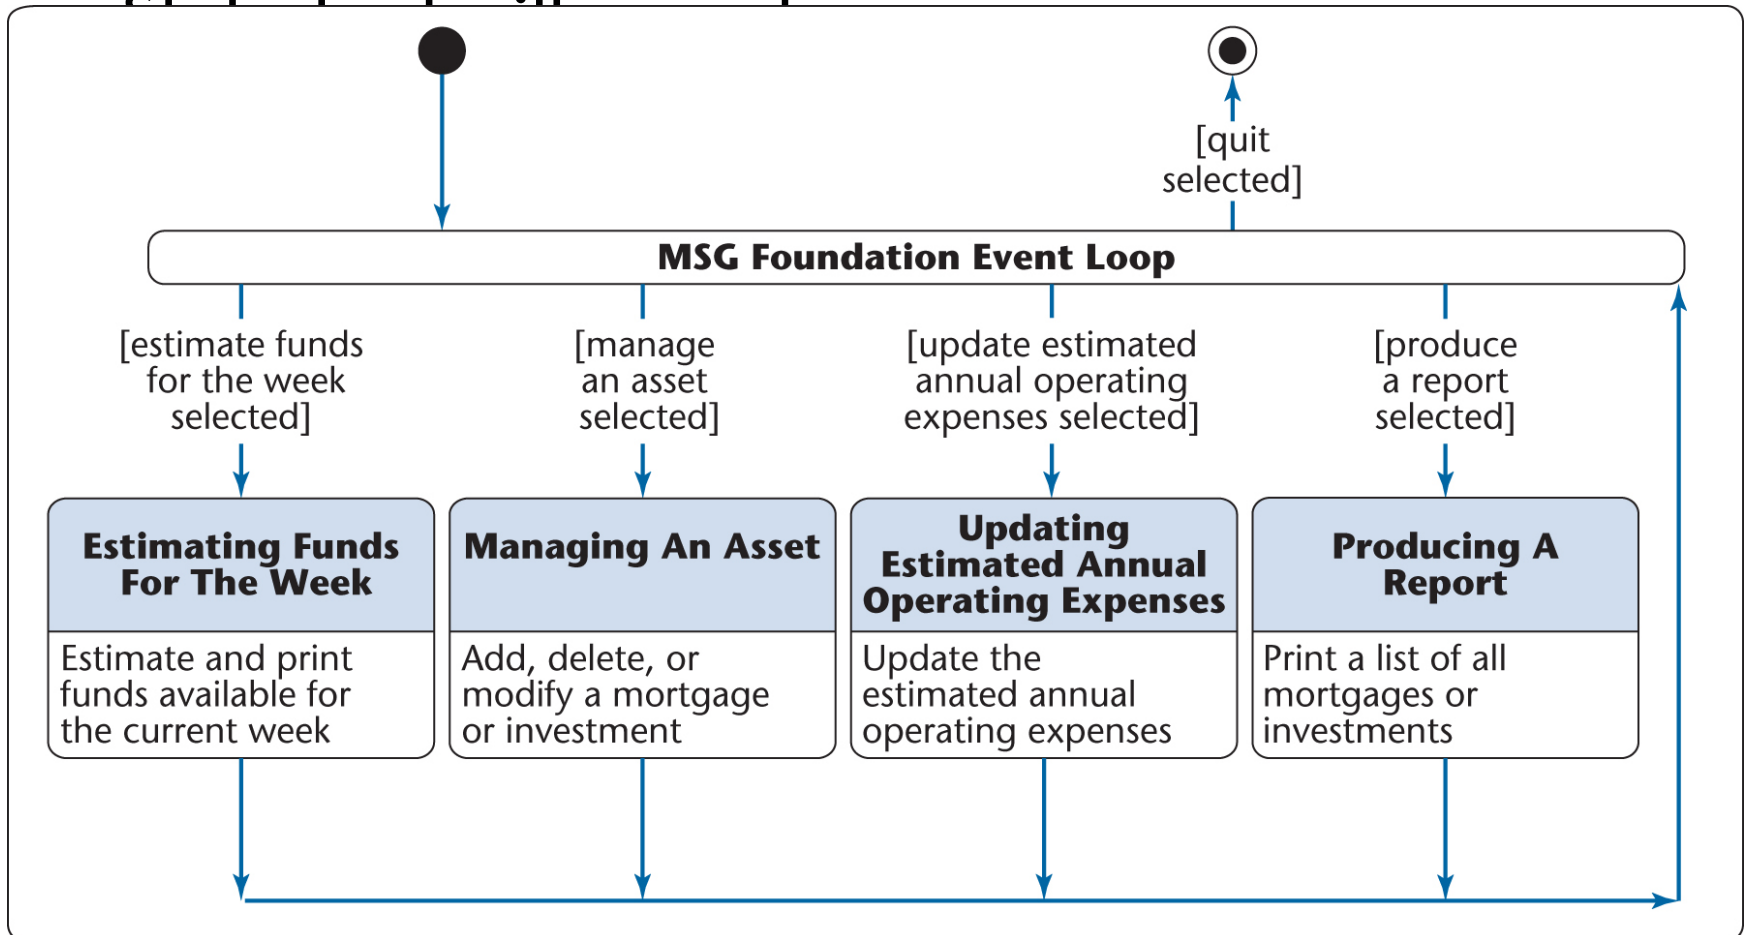 [quit
selected]
MSG Foundation Event Loop
[estimate funds
for the week
selected]
[manage
an asset
selected]
[update estimated
annual operating
expenses selected]
[produce
a report
selected]
Estimating Funds
For The Week
Estimate and print
funds available for
the current week
Managing An Asset
Add, delete, or
modify a mortgage
or investment
Updating
Estimated Annual
Operating Expenses
Update the
estimated annual
operating expenses
Producing A
Report
Print a list of all
mortgages or
investments